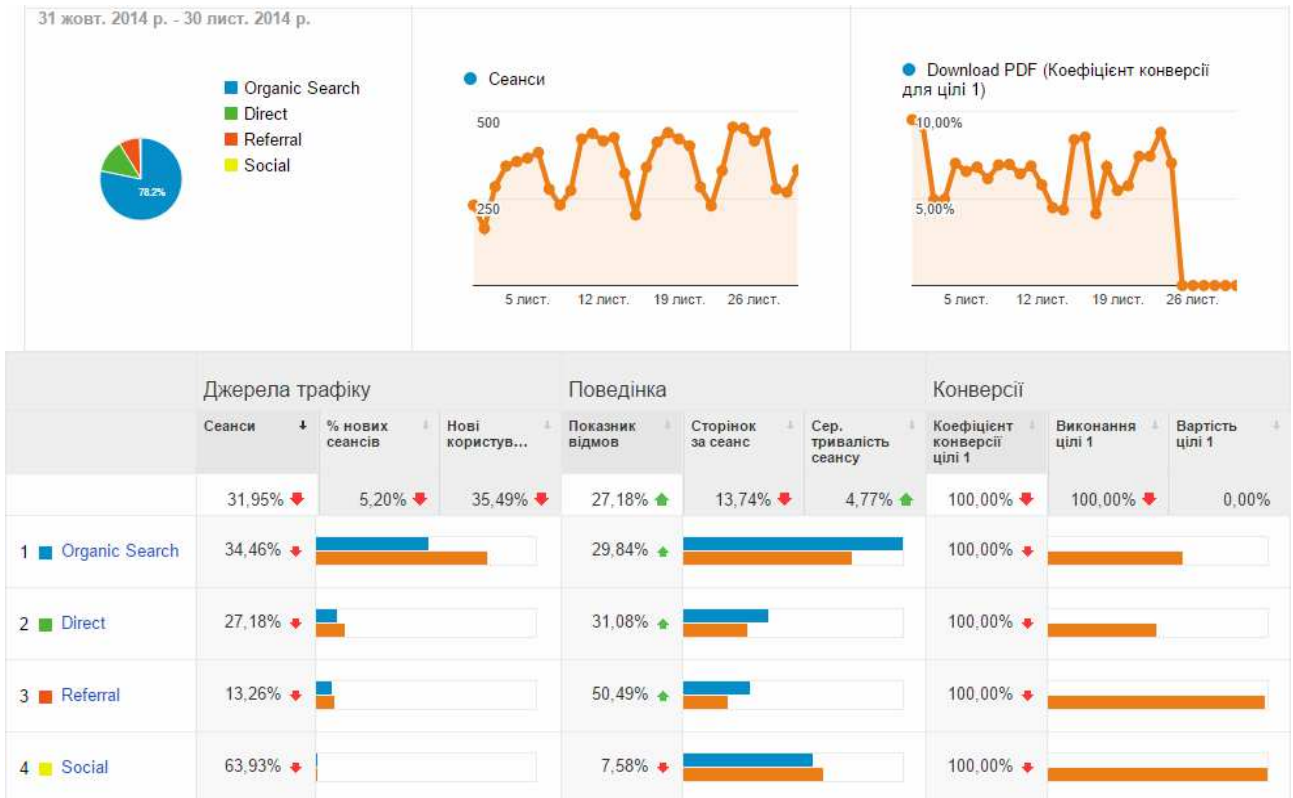 31 жовт. 2014 р. - 30 лист. 2014 р.
Organic Search
Direct
Referral
Social
78.2%
Сеанси
500
250
5 лист. 12 лист. 19 лист. 26 лист.
Download PDF (Коефіцієнт конверсії
для цілі 1)
10,00%
5,00%
5 лист. 12 лист. 19 лист. 26 лист.
Джерела трафіку Поведінка Конверсії
Сеанси
% нових
сеансів
Нові
користув...
Показник
відмов
Сторінок
за сеанс
Сер.
тривалість
сеансу
Коефіцієнт
конверсії
цілі 1
Виконання
цілі 1
Вартість
цілі 1
31,95% 5,20% 35,49% 27,18% 13,74% 4,77% 100,00% 100,00% 0,00%
1 Organic Search 34,46% 29,84% 100,00%
2 Direct 27,18% 31,08% 100,00%
3 Referral 13,26% 50,49% 100,00%
4 Social 63,93% 7,58% 100,00%